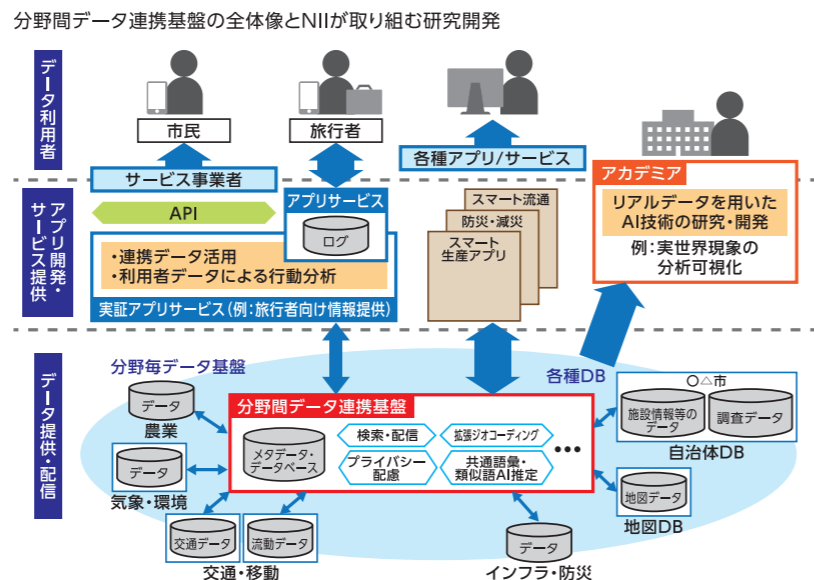 分野間データ連携基盤の全体像とNIIが取り組む研究開発
データ利用者
市民
旅行者
サービス事業者
各種アプリ/サービス
アプリ開発・
サービス提供
API
アプリサービス
ログ
・連携データ活用
・利用者データによる行動分析
実証アプリサービス(例:旅行者向け情報提供)
スマート流通
防災・減災
スマート
生産アプリ
アカデミア
リアルデータを用いた
AI技術の研究・開発
例:実世界現象の
分析可視化
データ提供・配信
分野毎データ基盤
各種DB
データ
農業
データ
気象・環境
交通データ
流動データ
交通・移動
分野間データ連携基盤
メタデータ・
データベース
検索・配信
拡張ジオコーディング
プライバシー
配慮
共通語彙・
類似語AI推定
•••
データ
インフラ・防災
〇△市
施設情報等の
データ
調査データ
自治体DB
地図データ
地図DB